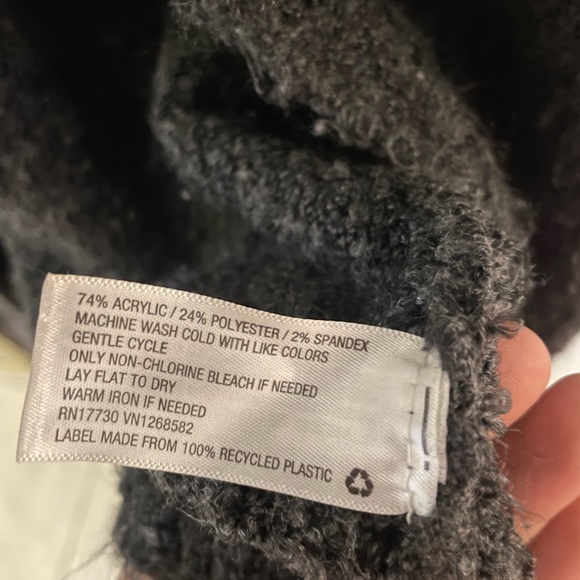 74% ACRYLIC / 24% POLYESTER / 2% SPANDEX
MACHINE WASH COLD WITH LIKE COLORS
GENTLE CYCLE
ONLY NON-CHLORINE BLEACH IF NEEDED
LAY FLAT TO DRY
WARM IRON IF NEEDED
RN17730 VN1268582
LABEL MADE FROM 100% RECYCLED PLASTIC